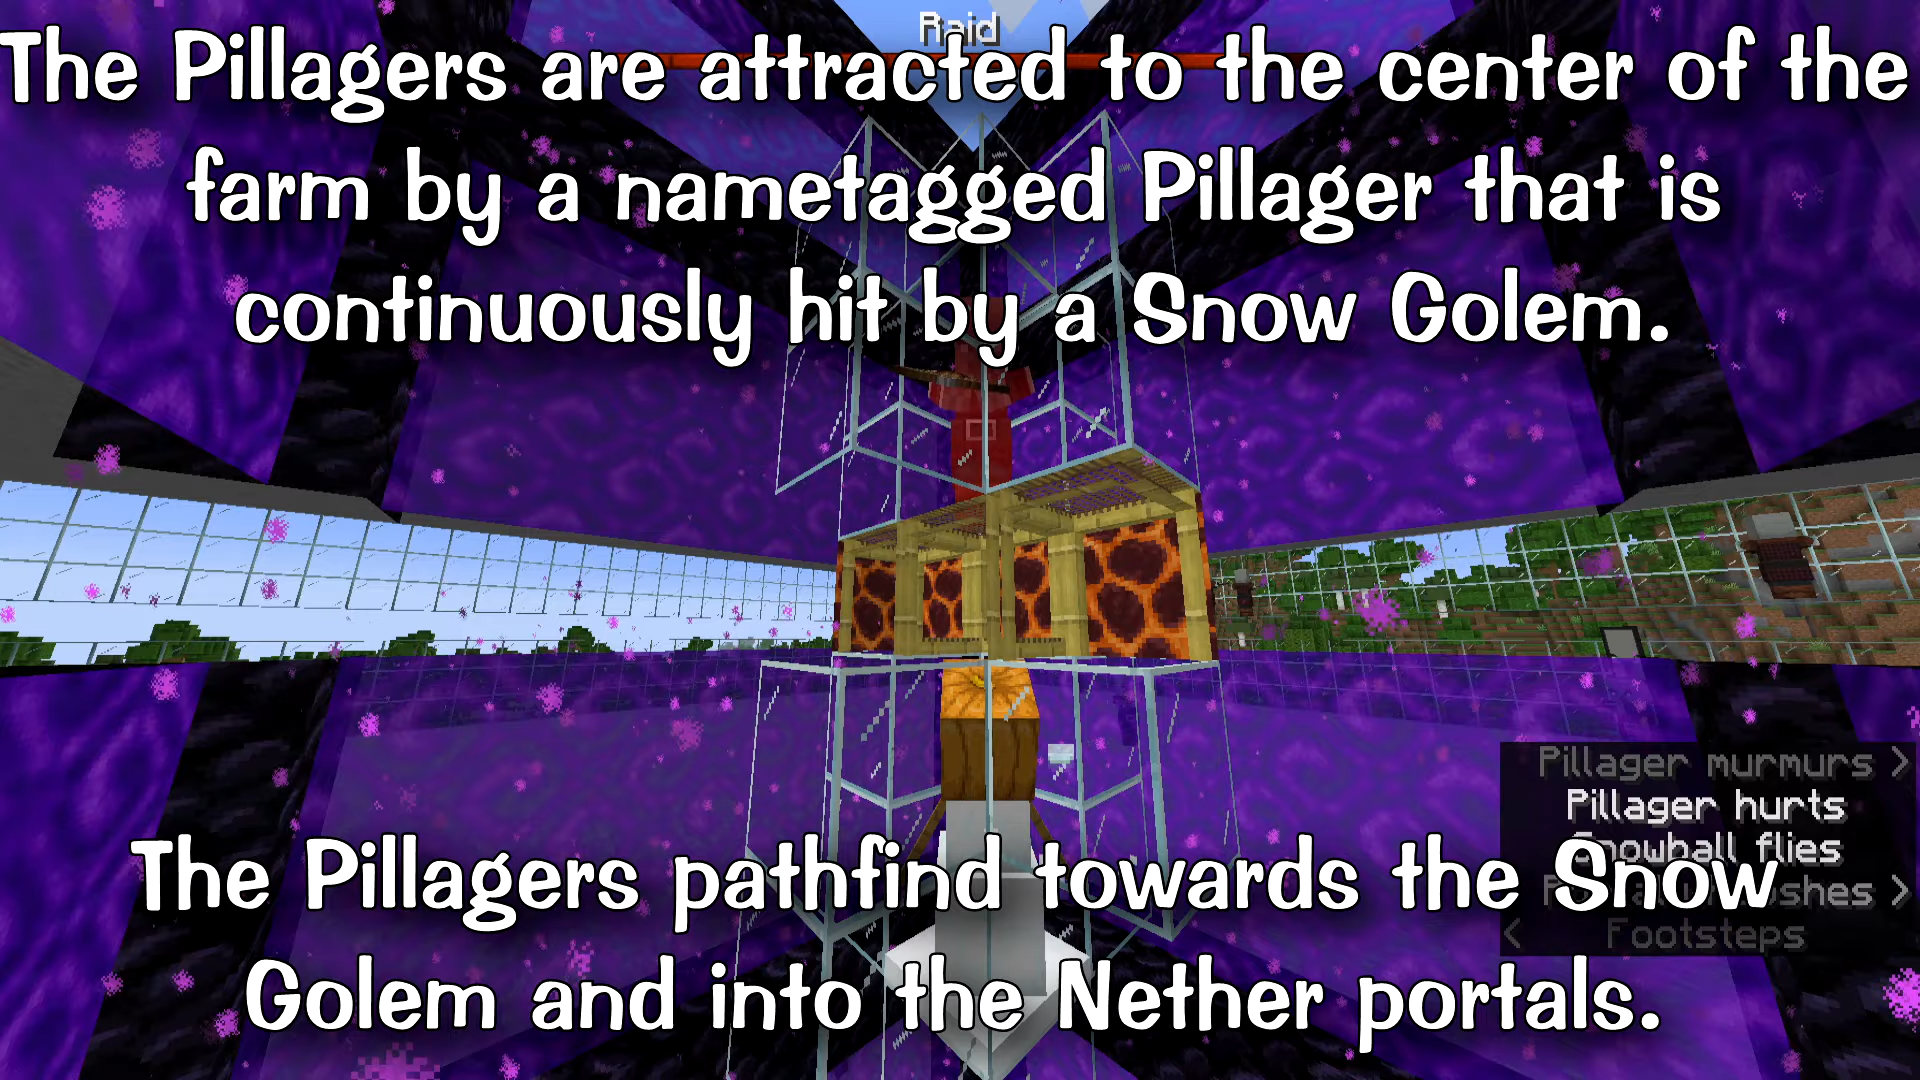 Raid
The Pillagers are attracted to the center of the
farm by a nametagged Pillager that is
continuously hit by a Snow Golem.
Pillager murmurs >
Pillager hurts
Snowball flies
>
< Footsteps
The Pillagers pathfind towards the Snow
Golem and into the Nether portals.